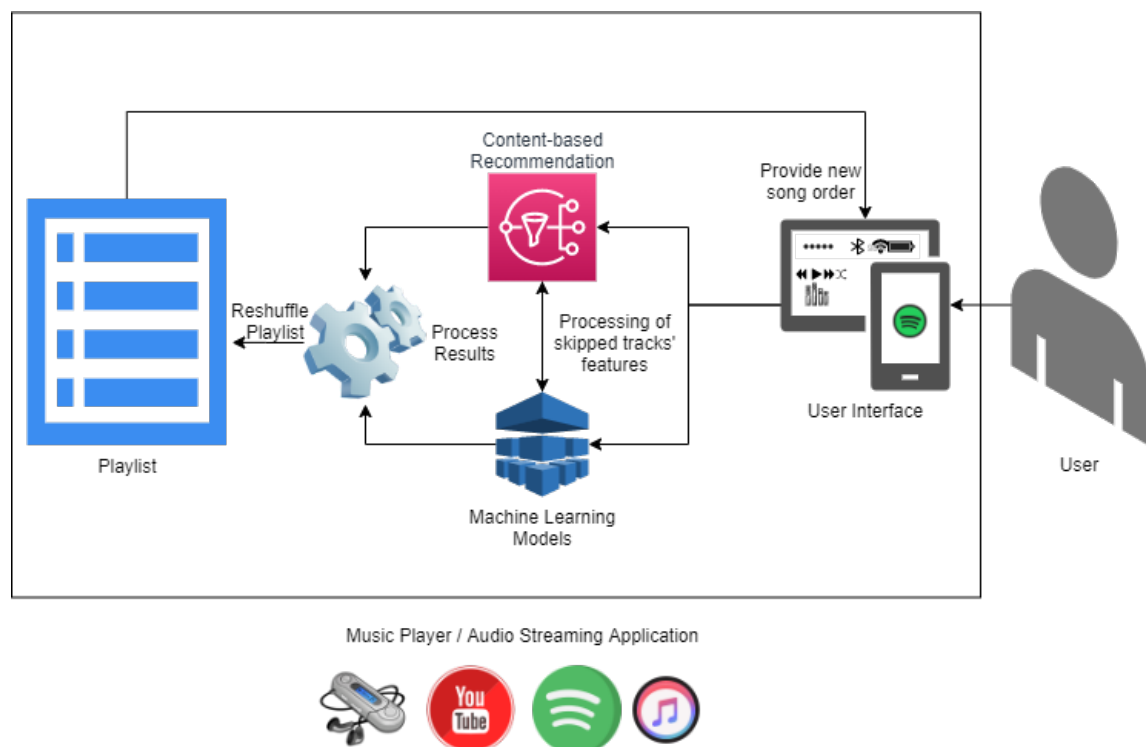 Content-based
Recommendation
Provide new
song order
Reshuffle
Playlist
Process
Results
Processing of
skipped tracks'
features
User Interface
Playlist
User
Machine Learning
Models
Music Player / Audio Streaming Application
You
Tube